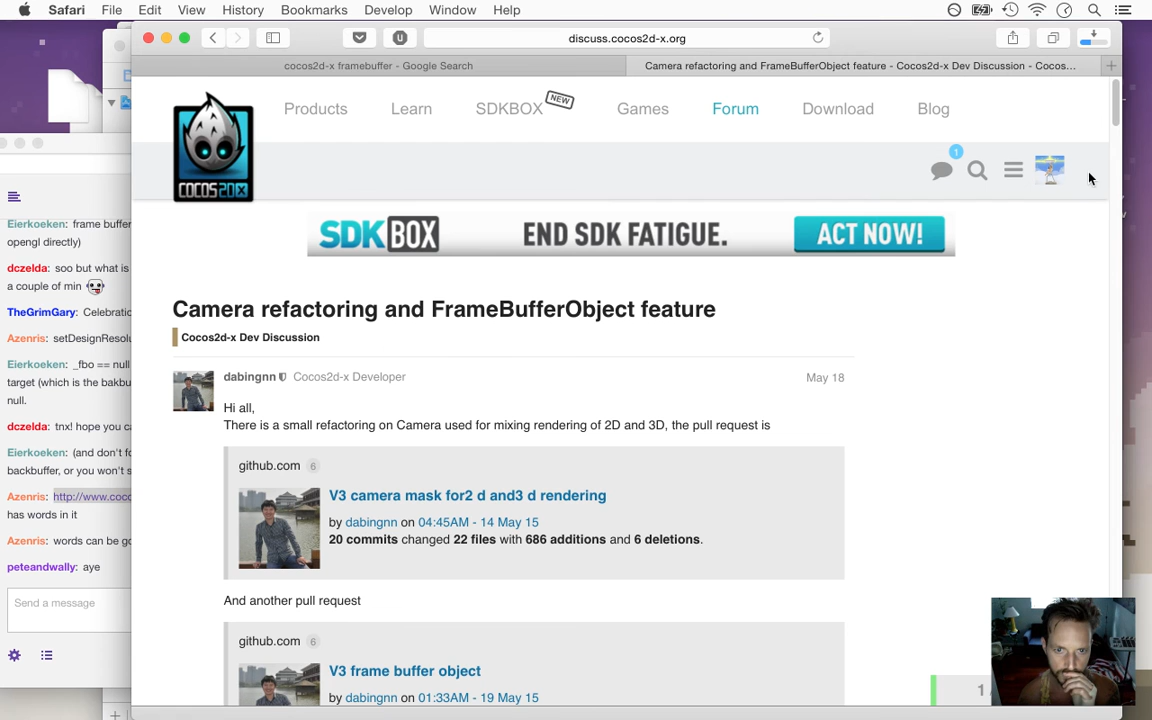 Safari File Edit View History Bookmarks Develop Window Help
discuss.cocos2d-x.org
cocos2d-x framebuffer - Google Search
Camera refactoring and FrameBufferObject feature - Cocos2d-x Dev Discussion - Cocos...
Products Learn SDKBOX NEW Games Forum Download Blog
COCOS2DX
1
SDKBOX END SDK FATIGUE. ACT NOW!
Camera refactoring and FrameBufferObject feature
Cocos2d-x Dev Discussion
dabingnn Cocos2d-x Developer May 18
Hi all,
There is a small refactoring on Camera used for mixing rendering of 2D and 3D, the pull request is
github.com 6
V3 camera mask for2 d and3 d rendering
by dabingnn on 04:45AM - 14 May 15
20 commits changed 22 files with 686 additions and 6 deletions.
And another pull request
github.com 6
V3 frame buffer object
by dabingnn on 01:33AM - 19 May 15
1
Eierkoeken: frame buffer
opengl directly)
dczelda: soo but what is
a couple of min
TheGrimGary: Celebratio
Azenris: setDesignResolu
Eierkoeken: _fbo == null
target (which is the bakbu
null.
dczelda: tnx! hope you ca
Eierkoeken: (and don't fo
backbuffer, or you won't s
Azenris: http://www.coco
has words in it
Azenris: words can be go
peteandwally: aye
Send a message